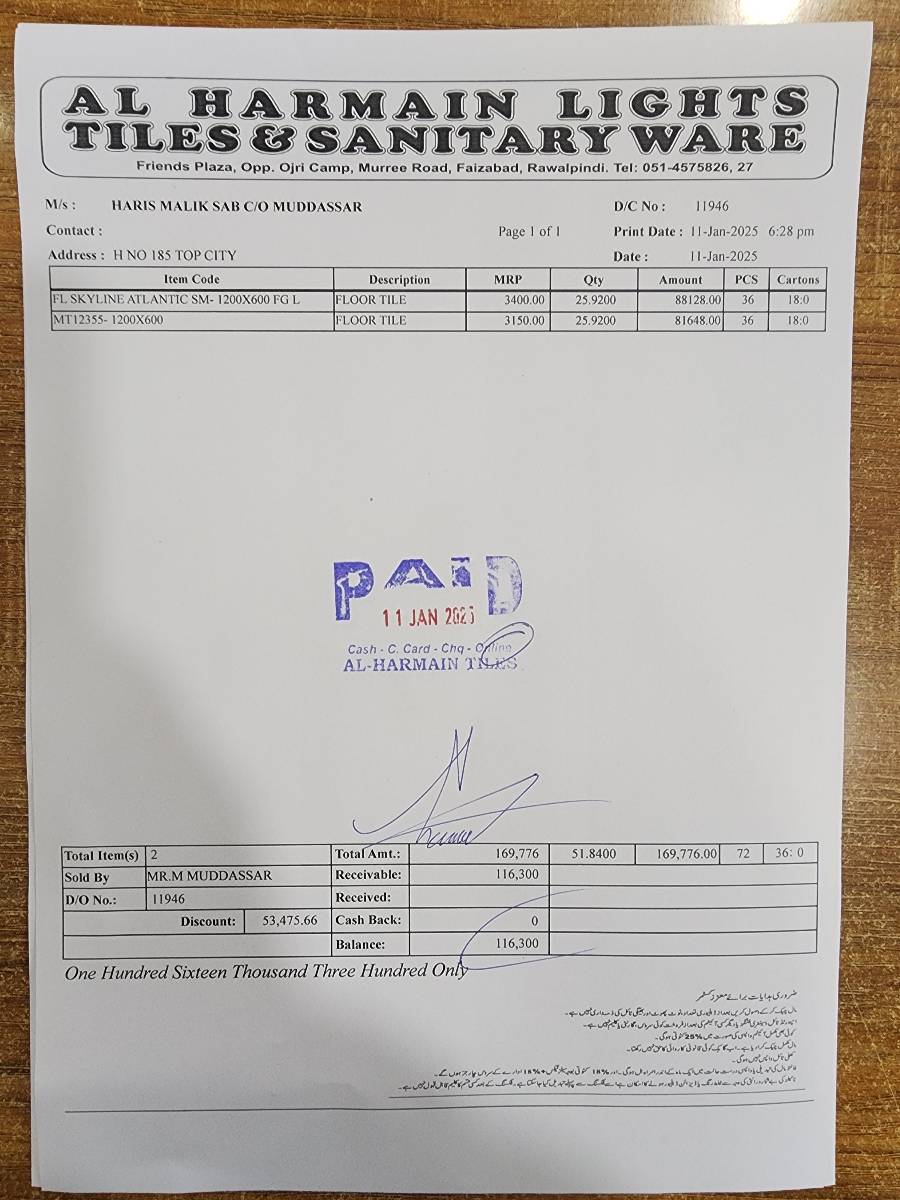 AL HARMAIN LIGHTS
TILES & SANITARY WARE
Friends Plaza, Opp. Ojri Camp, Murree Road, Faizabad, Rawalpindi. Tel: 051-4575826, 27
M/s : HARIS MALIK SAB C/O MUDDASSAR D/C No : 11946
Contact : Page 1 of 1 Print Date : 11-Jan-2025 6:28 pm
Address : H NO 185 TOP CITY Date : 11-Jan-2025
Item Code Description MRP Qty Amount PCS Cartons
FL SKYLINE ATLANTIC SM- 1200X600 FG L FLOOR TILE 3400.00 25.9200 88128.00 36 18:0
MT12355- 1200X600 FLOOR TILE 3150.00 25.9200 81648.00 36 18:0
PAID
11 JAN 2025
Cash - C. Card - Chq - Online
AL-HARMAIN TILES
Total Item(s) 2 Total Amt.: 169,776 51.8400 169,776.00 72 36: 0
Sold By MR.M MUDDASSAR Receivable: 116,300
D/O No.: 11946 Received:
Discount: 53,475.66 Cash Back: 0
Balance: 116,300
One Hundred Sixteen Thousand Three Hundred Only
ضروری ہدایات برائے معزز کسٹمر